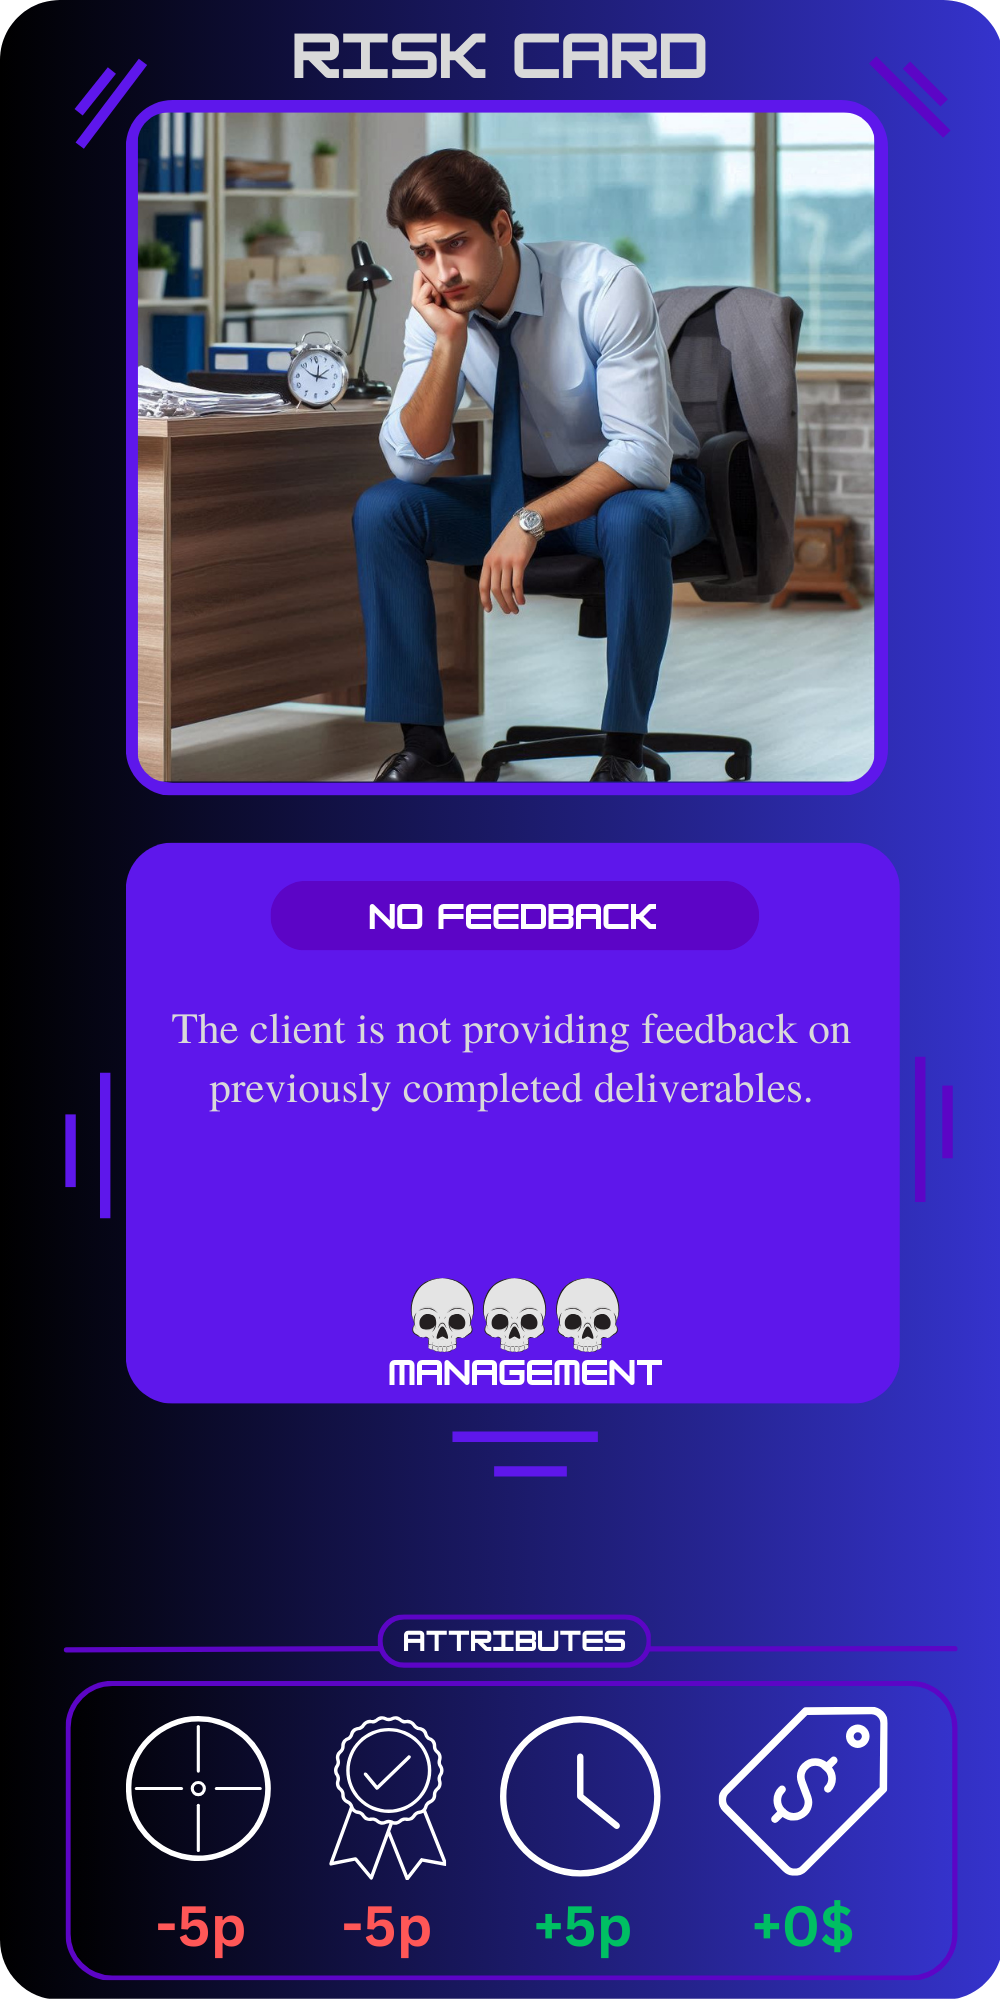 RISK CARD
NO FEEDBACK
The client is not providing feedback on
previously completed deliverables.
MANAGEMENT
ATTRIBUTES
-5p -5p +5p +0$